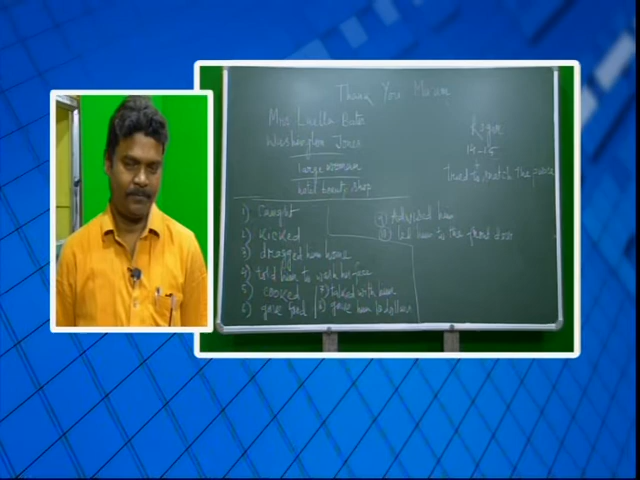 Thank You Ma'am
Mrs Luella Bates
Washington Jones
large woman
hotel beauty shop
Roger
14-15
tried to snatch the purse
1) Caught
2) Kicked
3) dragged him home
4) told him to wash his face
5) cooked
6) gave food
7) talked with him
8) gave him 10 dollars
9) Advised him
10) led him to the front door